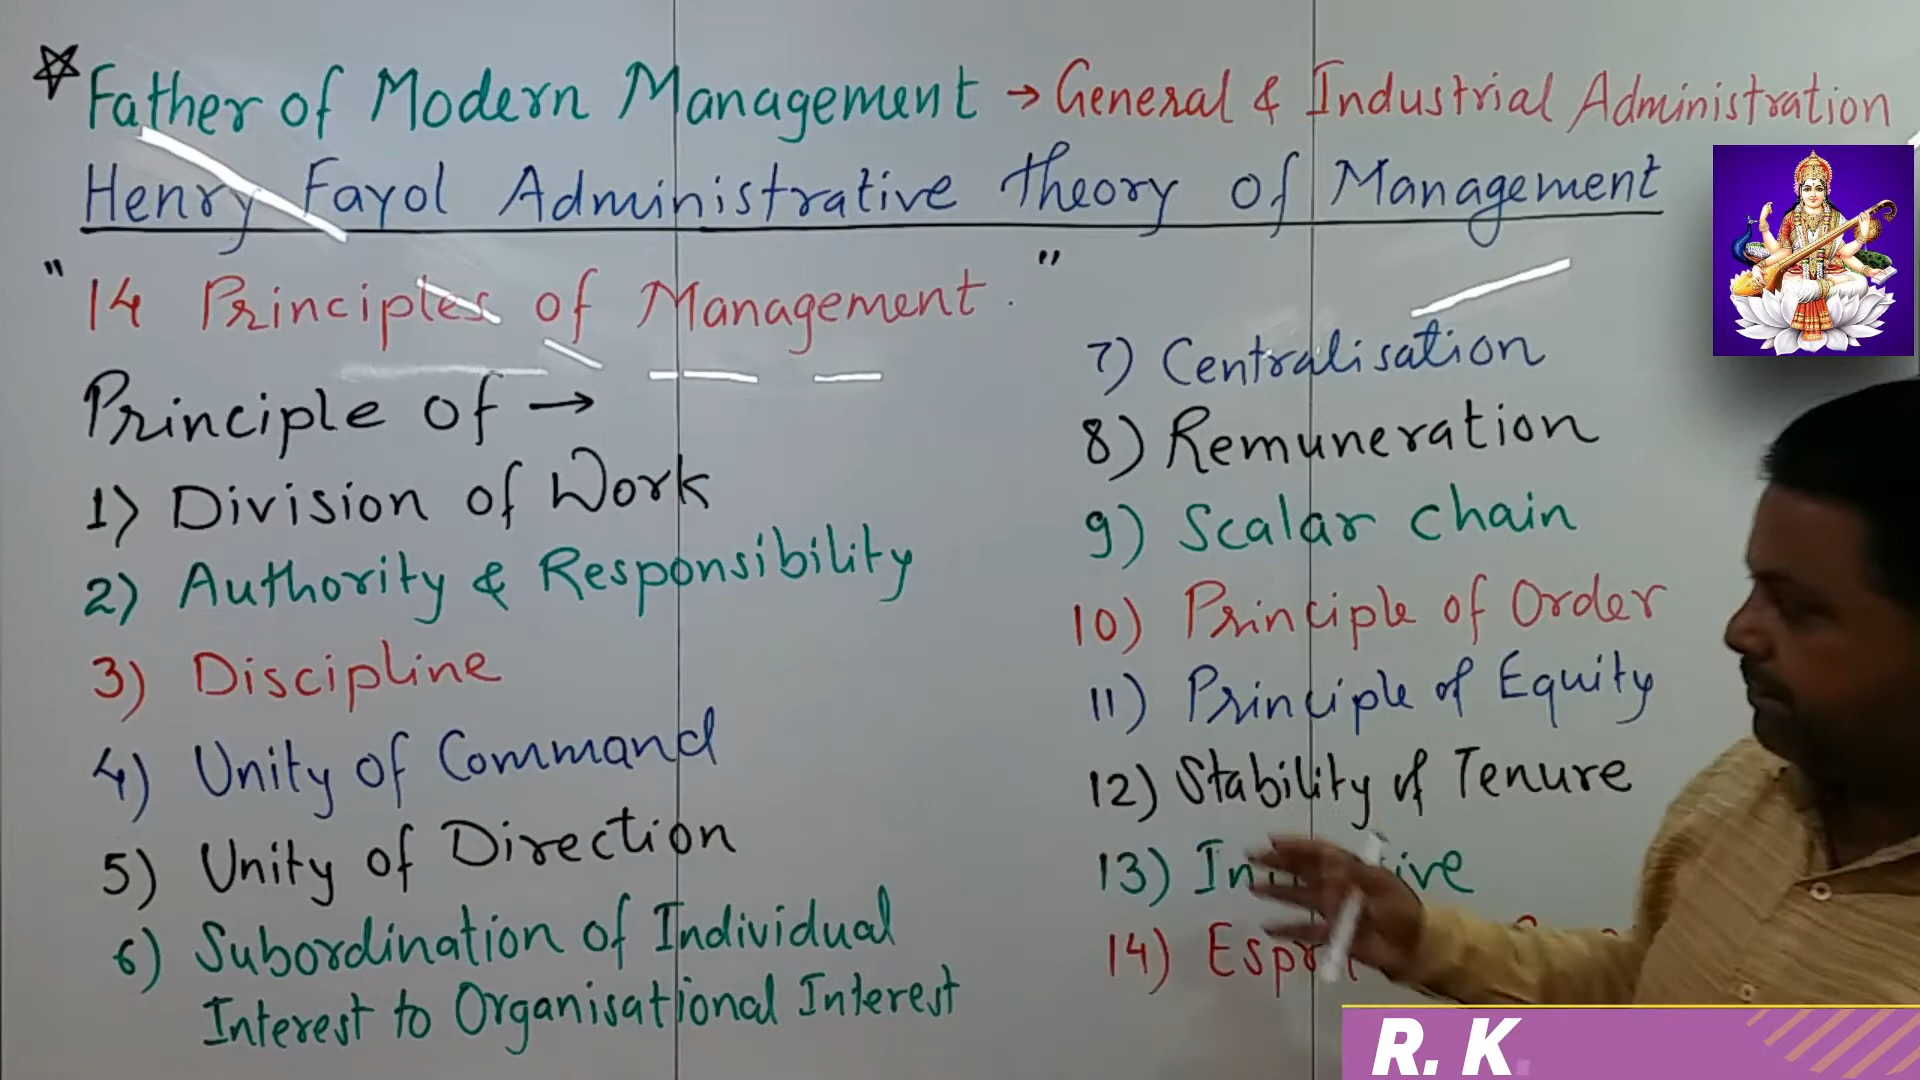 Father of Modern Management → General & Industrial Administration
Henry Fayol Administrative theory of Management
"14 Principles of Management."
Principle of →
1) Division of Work
2) Authority & Responsibility
3) Discipline
4) Unity of Command
5) Unity of Direction
6) Subordination of Individual
Interest to Organisational Interest
7) Centralisation
8) Remuneration
9) Scalar chain
10) Principle of Order
11) Principle of Equity
12) Stability of Tenure
13)
14)
R. K.